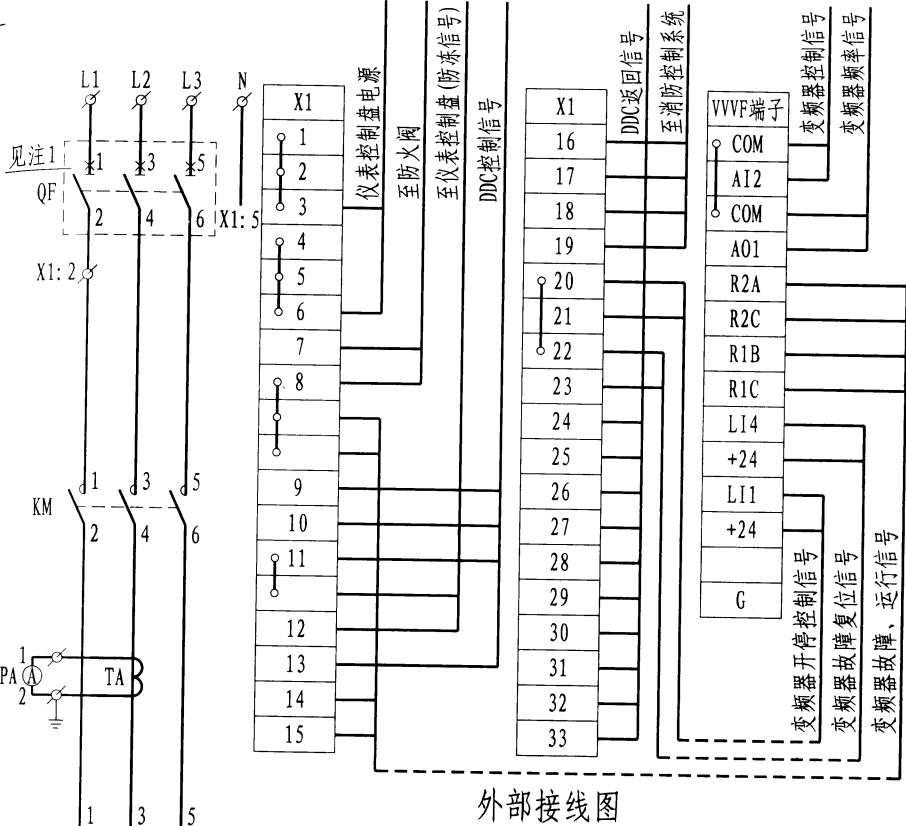 L1 L2 L3 N
见注1
QF
1 3 5
2 4 6
X1:5
X1:2
KM
1 3 5
2 4 6
PA
1
A
2
TA
1 3 5
X1
1
2
3
4
5
6
7
8
9
10
11
12
13
14
15
仪表控制盘电源
至防火阀
至仪表控制盘(防冻信号)
DDC控制信号
X1
16
17
18
19
20
21
22
23
24
25
26
27
28
29
30
31
32
33
DDC返回信号
至消防控制系统
VVVF端子
COM
AI2
COM
AO1
R2A
R2C
R1B
R1C
LI4
+24
LI1
+24
G
变频器控制信号
变频器频率信号
变频器开停控制信号
变频器故障复位信号
变频器故障、运行信号
外部接线图